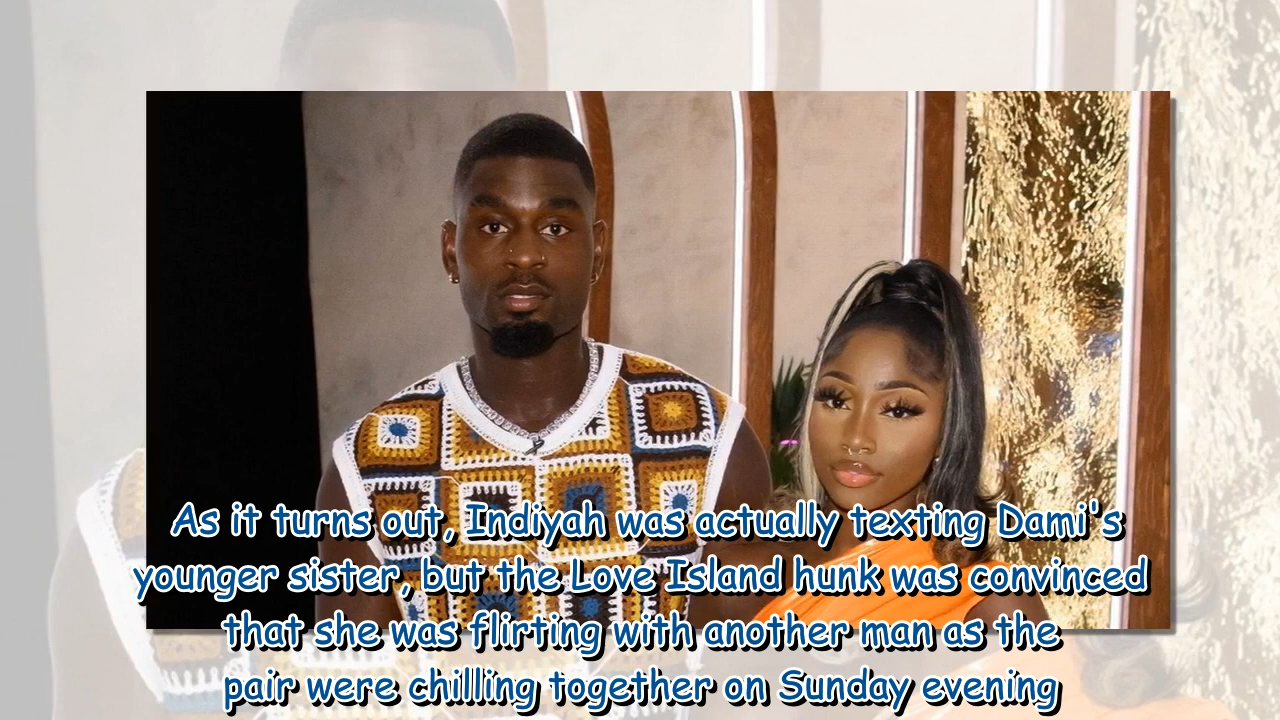 As it turns out, Indiyah was actually texting Dami's
younger sister, but the Love Island hunk was convinced
that she was flirting with another man as the
pair were chilling together on Sunday evening